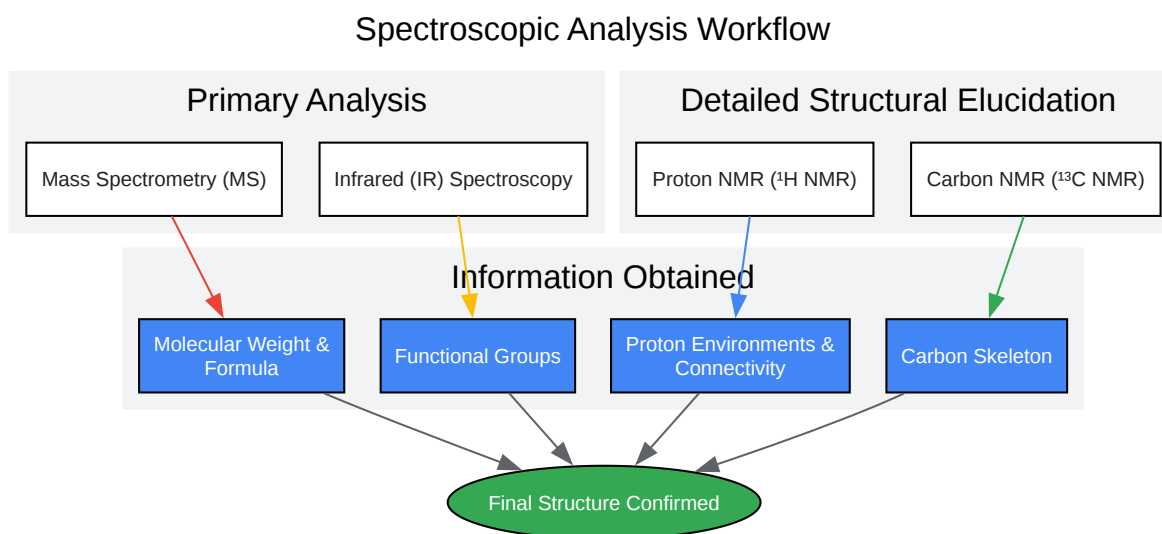 Spectroscopic Analysis Workflow
Primary Analysis
Detailed Structural Elucidation
Mass Spectrometry (MS)
Infrared (IR) Spectroscopy
Proton NMR (¹H NMR)
Carbon NMR (¹³C NMR)
Information Obtained
Molecular Weight &
Formula
Functional Groups
Proton Environments &
Connectivity
Carbon Skeleton
Final Structure Confirmed